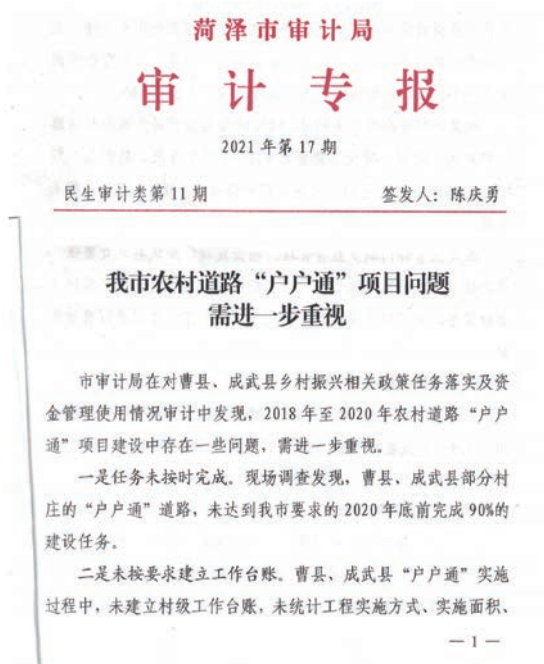 菏泽市审计局
审计专报
2021年第17期
民生审计类第11期 签发人：陈庆勇
我市农村道路“户户通”项目问题
需进一步重视
市审计局在对曹县、成武县乡村振兴相关政策任务落实及资
金管理使用情况审计中发现，2018年至2020年农村道路“户户
通”项目建设中存在一些问题，需进一步重视。
一是任务未按时完成。现场调查发现，曹县、成武县部分村
庄的“户户通”道路，未达到我市要求的2020年底前完成90%的
建设任务。
二是未按要求建立工作台账。曹县、成武县“户户通”实施
过程中，未建立村级工作台账，未统计工程实施方式、实施面积、
— 1 —